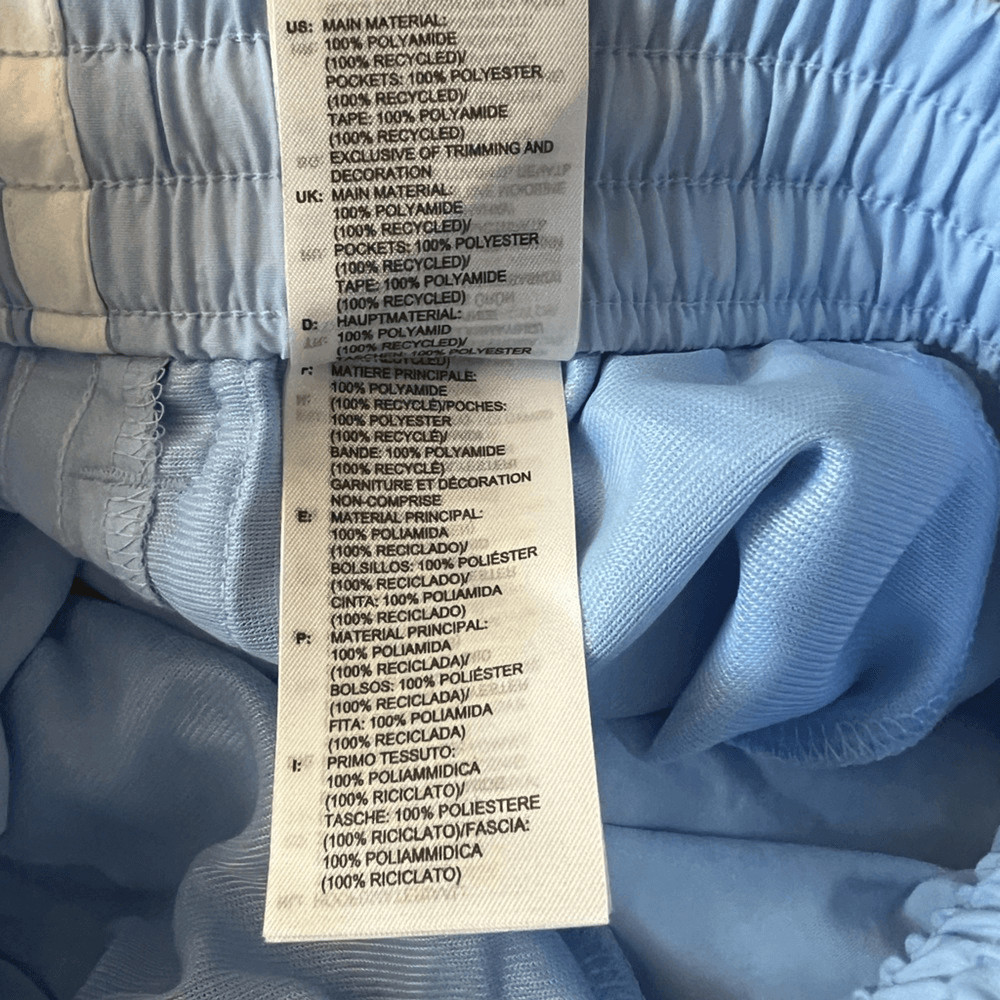 US: MAIN MATERIAL:
100% POLYAMIDE
(100% RECYCLED)/
POCKETS: 100% POLYESTER
(100% RECYCLED)/
TAPE: 100% POLYAMIDE
(100% RECYCLED)
EXCLUSIVE OF TRIMMING AND
DECORATION
UK: MAIN MATERIAL:
100% POLYAMIDE
(100% RECYCLED)/
POCKETS: 100% POLYESTER
(100% RECYCLED)/
TAPE: 100% POLYAMIDE
(100% RECYCLED)
D: HAUPTMATERIAL:
100% POLYAMID
(100% RECYCLED)/
TASCHEN: 100% POLYESTER
MATIERE PRINCIPALE:
100% POLYAMIDE
(100% RECYCLÉ)/POCHES:
100% POLYESTER
(100% RECYCLÉ)/
BANDE: 100% POLYAMIDE
(100% RECYCLÉ)
GARNITURE ET DÉCORATION
NON-COMPRISE
E: MATERIAL PRINCIPAL:
100% POLIAMIDA
(100% RECICLADO)/
BOLSILLOS: 100% POLIÉSTER
(100% RECICLADO)/
CINTA: 100% POLIAMIDA
(100% RECICLADO)
P: MATERIAL PRINCIPAL:
100% POLIAMIDA
(100% RECICLADA)/
BOLSOS: 100% POLIÉSTER
(100% RECICLADA)/
FITA: 100% POLIAMIDA
(100% RECICLADA)
I: PRIMO TESSUTO:
100% POLIAMMIDICA
(100% RICICLATO)/
TASCHE: 100% POLIESTERE
(100% RICICLATO)/FASCIA:
100% POLIAMMIDICA
(100% RICICLATO)